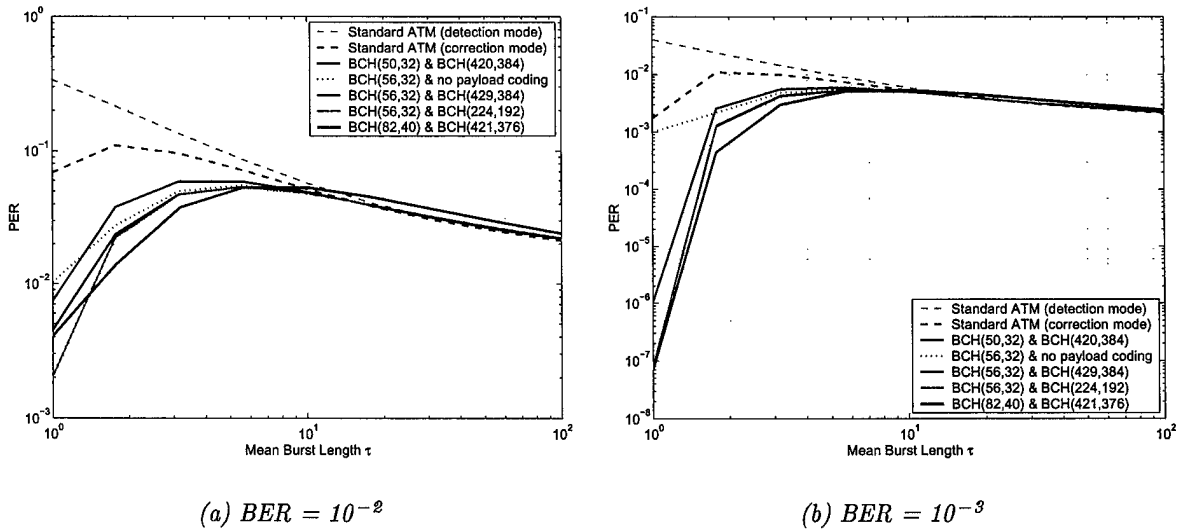 10^0
10^-1
10^-2
10^-3
PER
Standard ATM (detection mode)
Standard ATM (correction mode)
BCH(50,32) & BCH(420,384)
BCH(56,32) & no payload coding
BCH(56,32) & BCH(429,384)
BCH(56,32) & BCH(224,192)
BCH(82,40) & BCH(421,376)
10^0
10^1
10^2
Mean Burst Length τ
(a) BER = 10^-2
10^-1
10^-2
10^-3
10^-4
10^-5
10^-6
10^-7
10^-8
PER
Standard ATM (detection mode)
Standard ATM (correction mode)
BCH(50,32) & BCH(420,384)
BCH(56,32) & no payload coding
BCH(56,32) & BCH(429,384)
BCH(56,32) & BCH(224,192)
BCH(82,40) & BCH(421,376)
10^0
10^1
10^2
Mean Burst Length τ
(b) BER = 10^-3